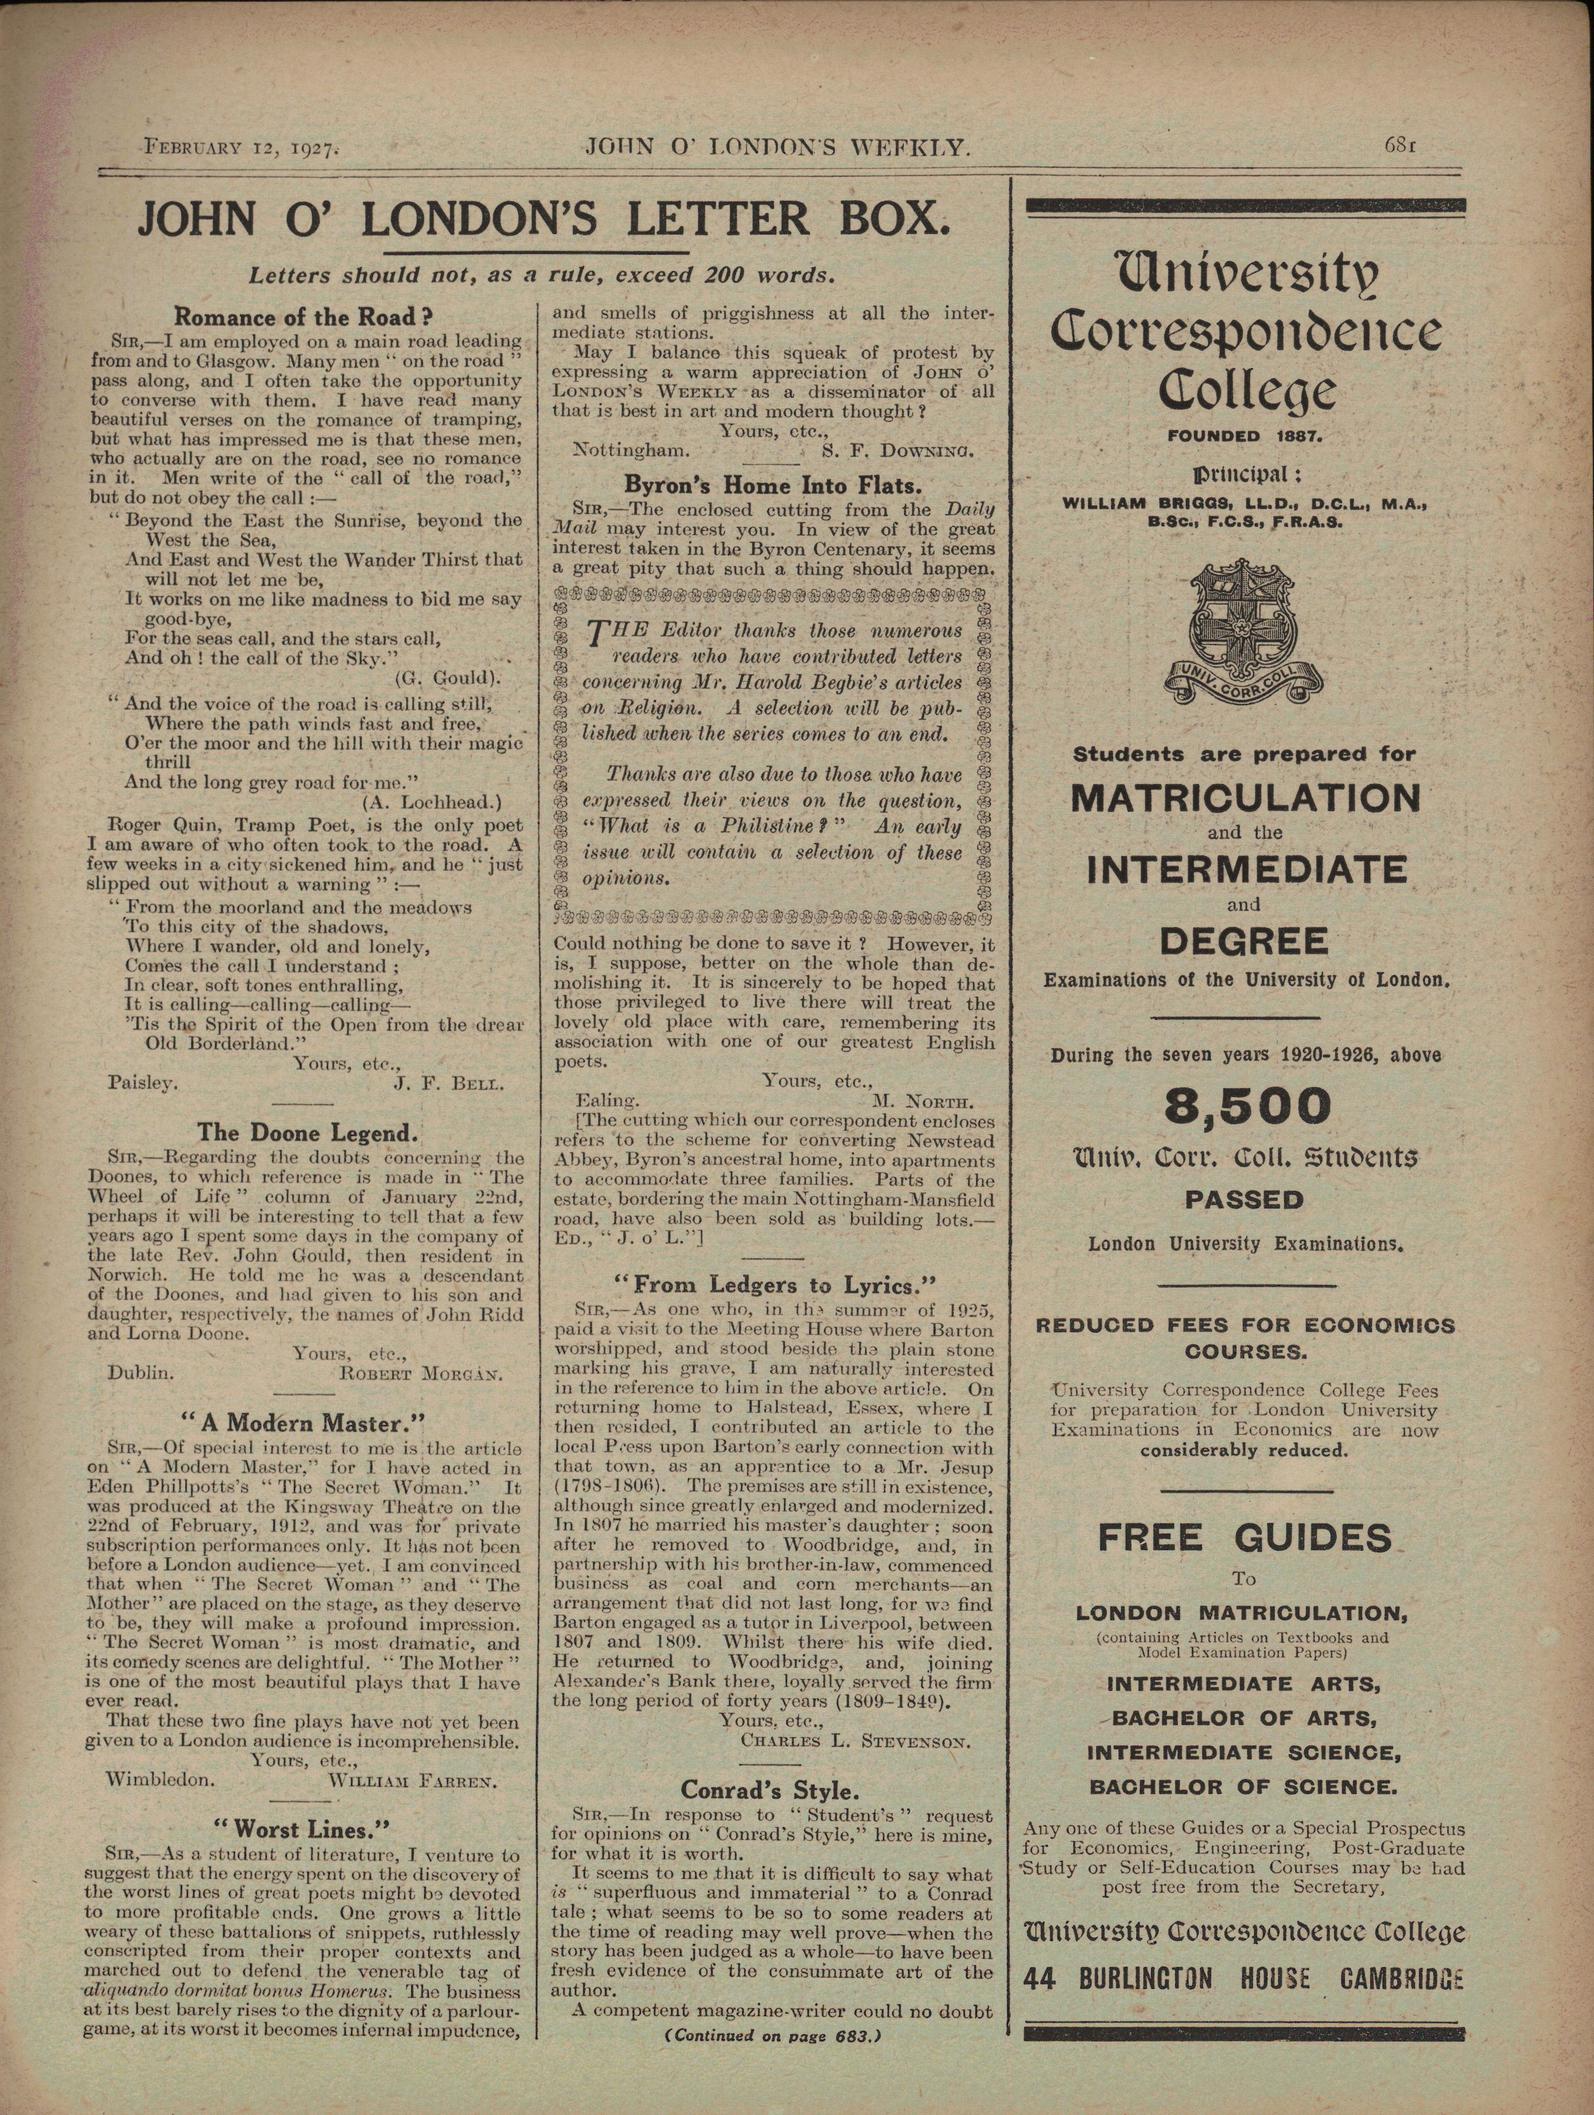 FEBRUARY 12, 1927.
JOHN O' LONDON'S WEEKLY.
681
JOHN O' LONDON'S LETTER BOX.
Letters should not, as a rule, exceed 200 words.
Romance of the Road?
SIR,—I am employed on a main road leading
from and to Glasgow. Many men “ on the road ”
pass along, and I often take the opportunity
to converse with them. I have read many
beautiful verses on the romance of tramping,
but what has impressed me is that these men,
who actually are on the road, see no romance
in it. Men write of the “ call of the road,”
but do not obey the call :—
“ Beyond the East the Sunrise, beyond the
West the Sea,
And East and West the Wander Thirst that
will not let me be,
It works on me like madness to bid me say
good-bye,
For the seas call, and the stars call,
And oh ! the call of the Sky.”
(G. Gould).
“ And the voice of the road is calling still,
Where the path winds fast and free,
O'er the moor and the hill with their magic
thrill
And the long grey road for me.”
(A. Lochhead.)
Roger Quin, Tramp Poet, is the only poet
I am aware of who often took to the road. A
few weeks in a city sickened him, and he “ just
slipped out without a warning ” :—
“ From the moorland and the meadows
To this city of the shadows,
Where I wander, old and lonely,
Comes the call I understand ;
In clear, soft tones enthralling,
It is calling—calling—calling—
'Tis the Spirit of the Open from the drear
Old Borderland.”
Yours, etc.,
Paisley. J. F. BELL.
The Doone Legend.
SIR,—Regarding the doubts concerning the
Doones, to which reference is made in “ The
Wheel of Life ” column of January 22nd,
perhaps it will be interesting to tell that a few
years ago I spent some days in the company of
the late Rev. John Gould, then resident in
Norwich. He told me he was a descendant
of the Doones, and had given to his son and
daughter, respectively, the names of John Ridd
and Lorna Doone.
Yours, etc.,
Dublin. ROBERT MORGAN.
“ A Modern Master.”
SIR,—Of special interest to me is the article
on “ A Modern Master,” for I have acted in
Eden Phillpotts's “ The Secret Woman.” It
was produced at the Kingsway Theatre on the
22nd of February, 1912, and was for private
subscription performances only. It has not been
before a London audience—yet. I am convinced
that when “ The Secret Woman ” and “ The
Mother ” are placed on the stage, as they deserve
to be, they will make a profound impression.
“ The Secret Woman ” is most dramatic, and
its comedy scenes are delightful. “ The Mother ”
is one of the most beautiful plays that I have
ever read.
That these two fine plays have not yet been
given to a London audience is incomprehensible.
Yours, etc.,
Wimbledon. WILLIAM FARREN.
“ Worst Lines.”
SIR,—As a student of literature, I venture to
suggest that the energy spent on the discovery of
the worst lines of great poets might be devoted
to more profitable ends. One grows a little
weary of these battalions of snippets, ruthlessly
conscripted from their proper contexts and
marched out to defend the venerable tag of
aliquando dormitat bonus Homerus. The business
at its best barely rises to the dignity of a parlour-
game, at its worst it becomes infernal impudence,
and smells of priggishness at all the inter-
mediate stations.
May I balance this squeak of protest by
expressing a warm appreciation of JOHN O'
LONDON'S WEEKLY as a disseminator of all
that is best in art and modern thought ?
Yours, etc.,
Nottingham. S. F. DOWNING.
Byron's Home Into Flats.
SIR,—The enclosed cutting from the Daily
Mail may interest you. In view of the great
interest taken in the Byron Centenary, it seems
a great pity that such a thing should happen.
THE Editor thanks those numerous
readers who have contributed letters
concerning Mr. Harold Begbie's articles
on Religion. A selection will be pub-
lished when the series comes to an end.
Thanks are also due to those who have
expressed their views on the question,
“ What is a Philistine ? ” An early
issue will contain a selection of these
opinions.
Could nothing be done to save it ? However, it
is, I suppose, better on the whole than de-
molishing it. It is sincerely to be hoped that
those privileged to live there will treat the
lovely old place with care, remembering its
association with one of our greatest English
poets.
Yours, etc.,
Ealing. M. NORTH.
[The cutting which our correspondent encloses
refers to the scheme for converting Newstead
Abbey, Byron's ancestral home, into apartments
to accommodate three families. Parts of the
estate, bordering the main Nottingham-Mansfield
road, have also been sold as building lots.—
ED., “ J. o' L.”]
“ From Ledgers to Lyrics.”
SIR,—As one who, in the summer of 1925,
paid a visit to the Meeting House where Barton
worshipped, and stood beside the plain stone
marking his grave, I am naturally interested
in the reference to him in the above article. On
returning home to Halstead, Essex, where I
then resided, I contributed an article to the
local Press upon Barton's early connection with
that town, as an apprentice to a Mr. Jesup
(1798-1806). The premises are still in existence,
although since greatly enlarged and modernized.
In 1807 he married his master's daughter ; soon
after he removed to Woodbridge, and, in
partnership with his brother-in-law, commenced
business as coal and corn merchants—an
arrangement that did not last long, for we find
Barton engaged as a tutor in Liverpool, between
1807 and 1809. Whilst there his wife died.
He returned to Woodbridge, and, joining
Alexander's Bank there, loyally served the firm
the long period of forty years (1809-1849).
Yours, etc.,
CHARLES L. STEVENSON.
Conrad's Style.
SIR,—In response to “ Student's ” request
for opinions on “ Conrad's Style,” here is mine,
for what it is worth.
It seems to me that it is difficult to say what
is “ superfluous and immaterial ” to a Conrad
tale ; what seems to be so to some readers at
the time of reading may well prove—when the
story has been judged as a whole—to have been
fresh evidence of the consummate art of the
author.
A competent magazine-writer could no doubt
(Continued on page 683.)
University
Correspondence
College
FOUNDED 1887.
Principal :
WILLIAM BRIGGS, LL.D., D.C.L., M.A.,
B.Sc., F.C.S., F.R.A.S.
UNIV. CORR. COLL.
Students are prepared for
MATRICULATION
and the
INTERMEDIATE
and
DEGREE
Examinations of the University of London.
During the seven years 1920-1926, above
8,500
Univ. Corr. Coll. Students
PASSED
London University Examinations.
REDUCED FEES FOR ECONOMICS
COURSES.
University Correspondence College Fees
for preparation for London University
Examinations in Economics are now
considerably reduced.
FREE GUIDES
To
LONDON MATRICULATION,
(containing Articles on Textbooks and
Model Examination Papers)
INTERMEDIATE ARTS,
BACHELOR OF ARTS,
INTERMEDIATE SCIENCE,
BACHELOR OF SCIENCE.
Any one of these Guides or a Special Prospectus
for Economics, Engineering, Post-Graduate
Study or Self-Education Courses may be had
post free from the Secretary,
University Correspondence College
44 BURLINGTON HOUSE CAMBRIDGE